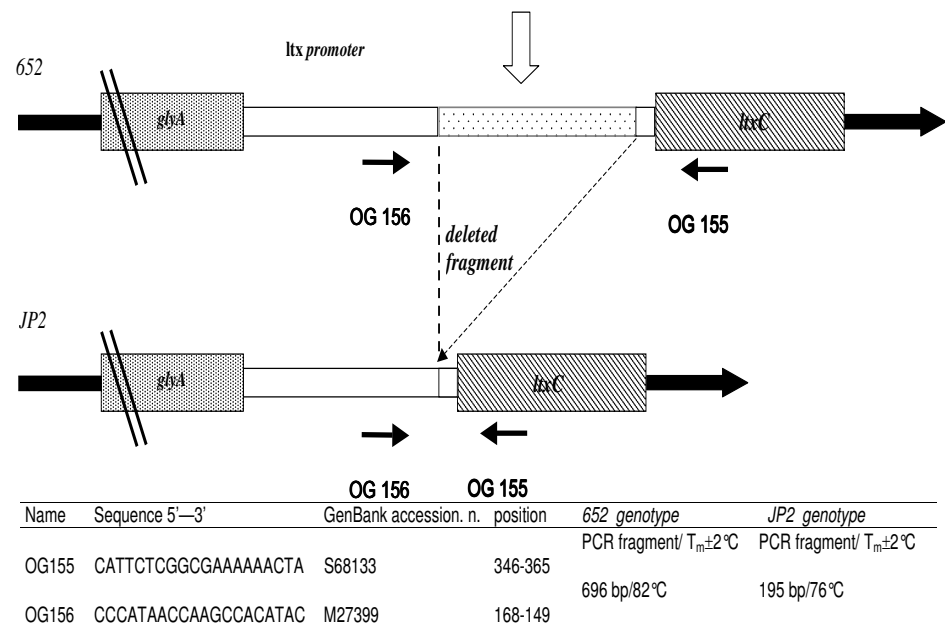 ltx promoter
652
glyA
ltxC
OG 156
OG 155
deleted
fragment
JP2
glyA
ltxC
OG 156
OG 155
Name Sequence 5'—3' GenBank accession. n. position 652 genotype JP2 genotype
PCR fragment/ Tm±2°C PCR fragment/ Tm±2°C
OG155 CATTCTCGGCGAAAAAACTA S68133 346-365
696 bp/82°C 195 bp/76°C
OG156 CCCATAACCAAGCCACATAC M27399 168-149